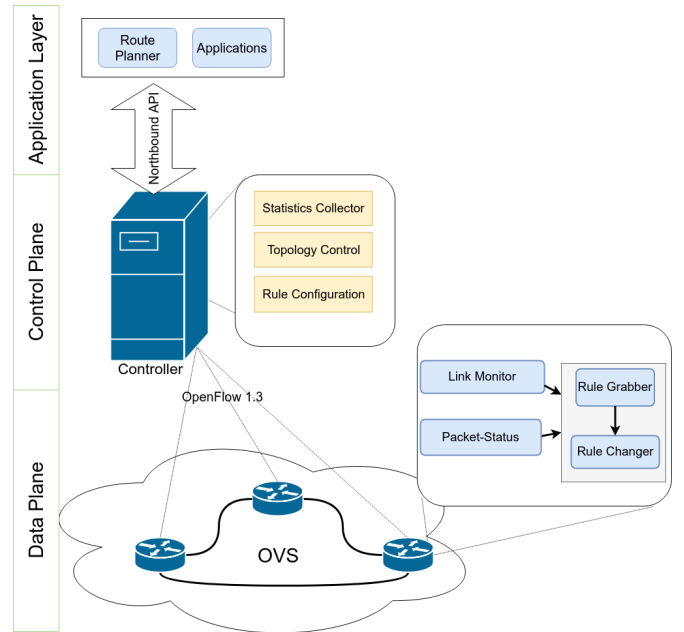 Application Layer
Route
Planner
Applications
Northbound API
Control Plane
Statistics Collector
Topology Control
Rule Configuration
Controller
OpenFlow 1.3
Link Monitor
Rule Grabber
Packet-Status
Rule Changer
Data Plane
OVS